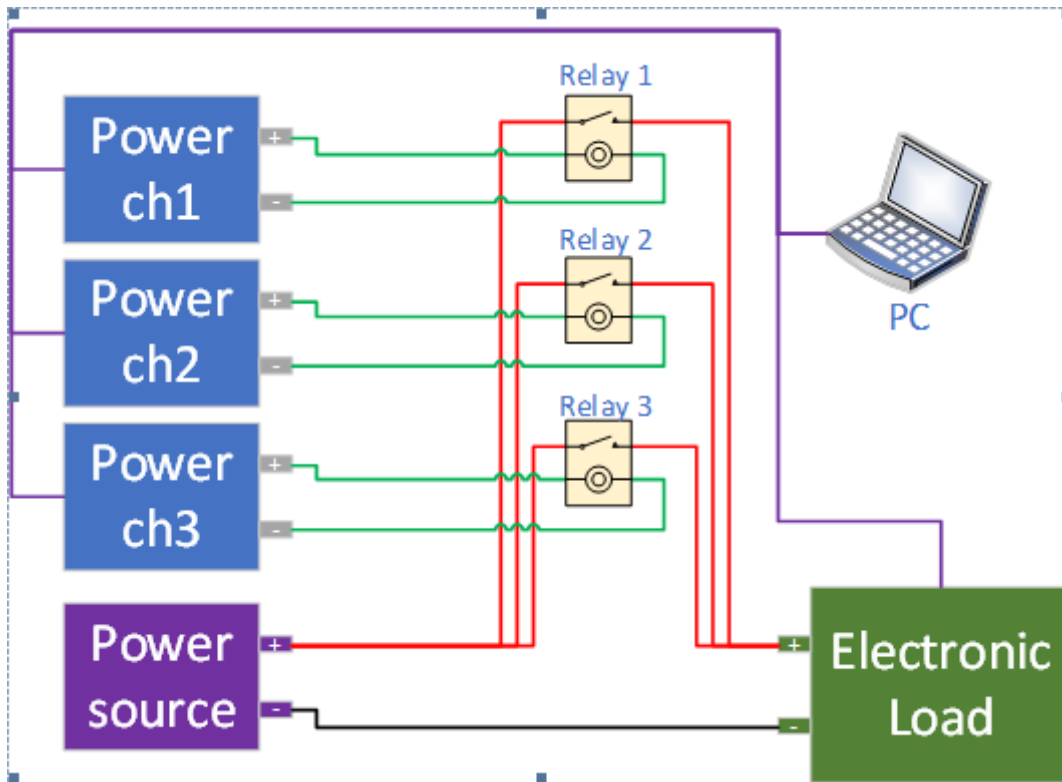 Relay 1
Power
ch1
+
-
Relay 2
PC
Power
ch2
+
-
Relay 3
Power
ch3
+
-
Power
source
+
-
Electronic
Load
+
-